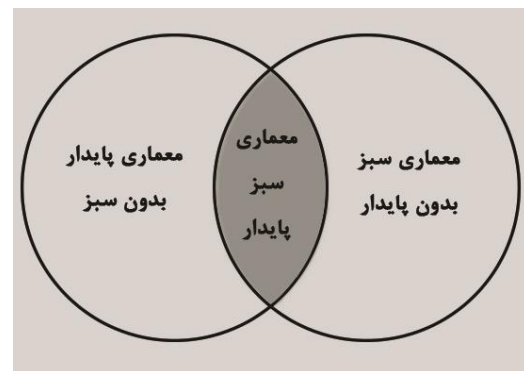 معماری سبز
بدون پایدار
معماری
سبز
پایدار
معماری پایدار
بدون سبز